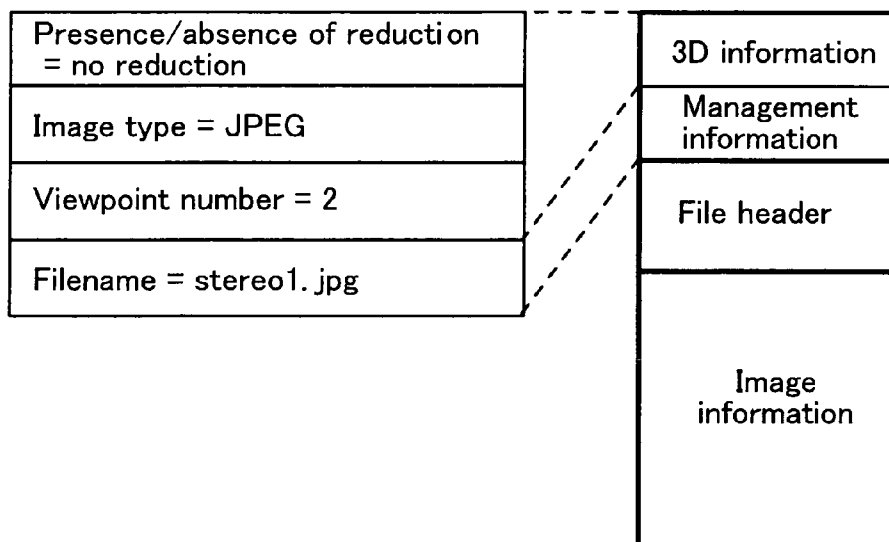 Presence/absence of reduction
= no reduction
Image type = JPEG
Viewpoint number = 2
Filename = stereo1.jpg
3D information
Management
information
File header
Image
information